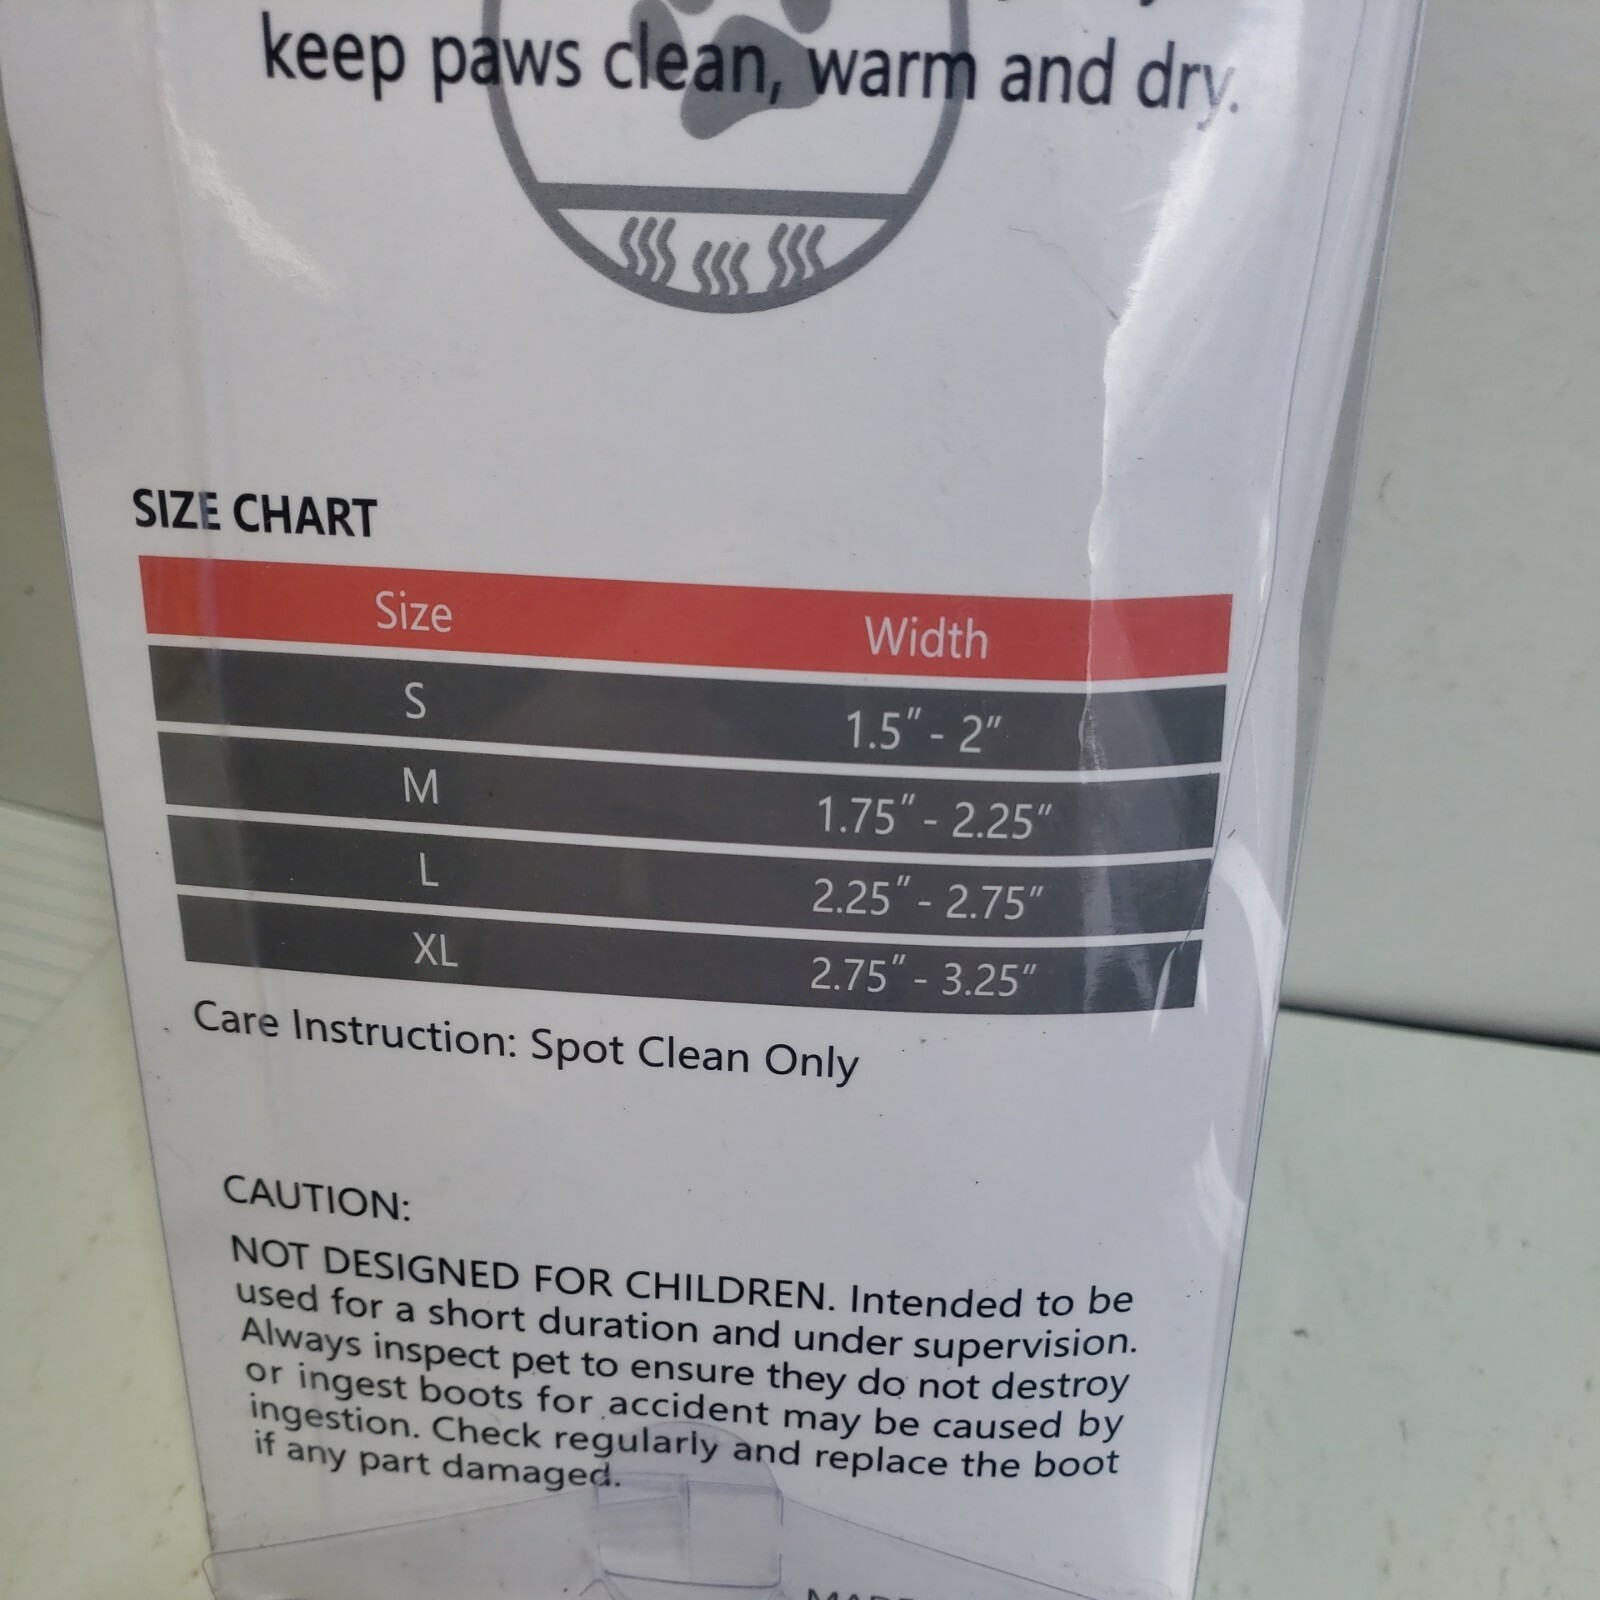 keep paws clean, warm and dry.
SIZE CHART
Size Width
S 1.5" - 2"
M 1.75" - 2.25"
L 2.25" - 2.75"
XL 2.75" - 3.25"
Care Instruction: Spot Clean Only
CAUTION:
NOT DESIGNED FOR CHILDREN. Intended to be
used for a short duration and under supervision.
Always inspect pet to ensure they do not destroy
or ingest boots for accident may be caused by
ingestion. Check regularly and replace the boot
if any part damaged.